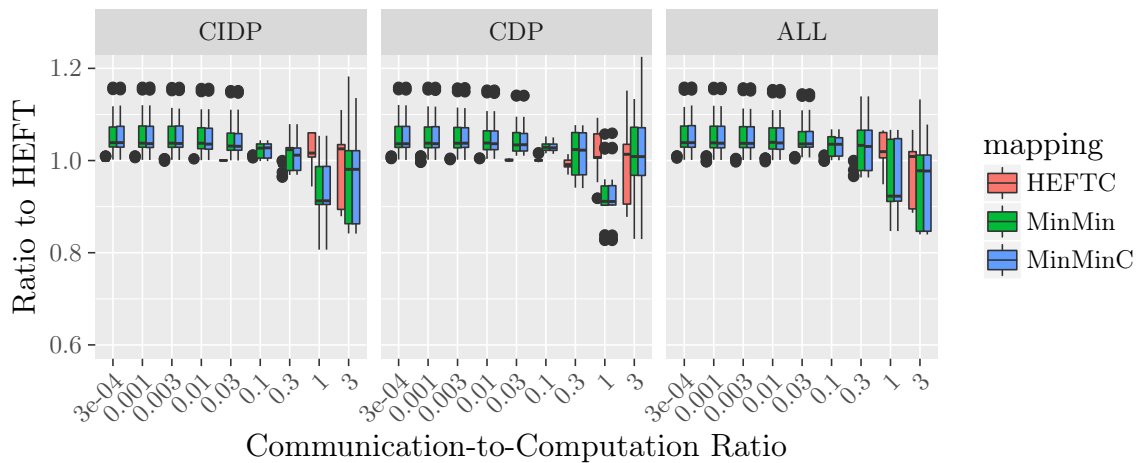 CIDP CDP ALL
Ratio to HEFT
1.2
1.0
0.8
0.6
3e-04 0.001 0.003 0.01 0.03 0.1 0.3 1 3
3e-04 0.001 0.003 0.01 0.03 0.1 0.3 1 3
3e-04 0.001 0.003 0.01 0.03 0.1 0.3 1 3
Communication-to-Computation Ratio
mapping
HEFTC
MinMin
MinMinC